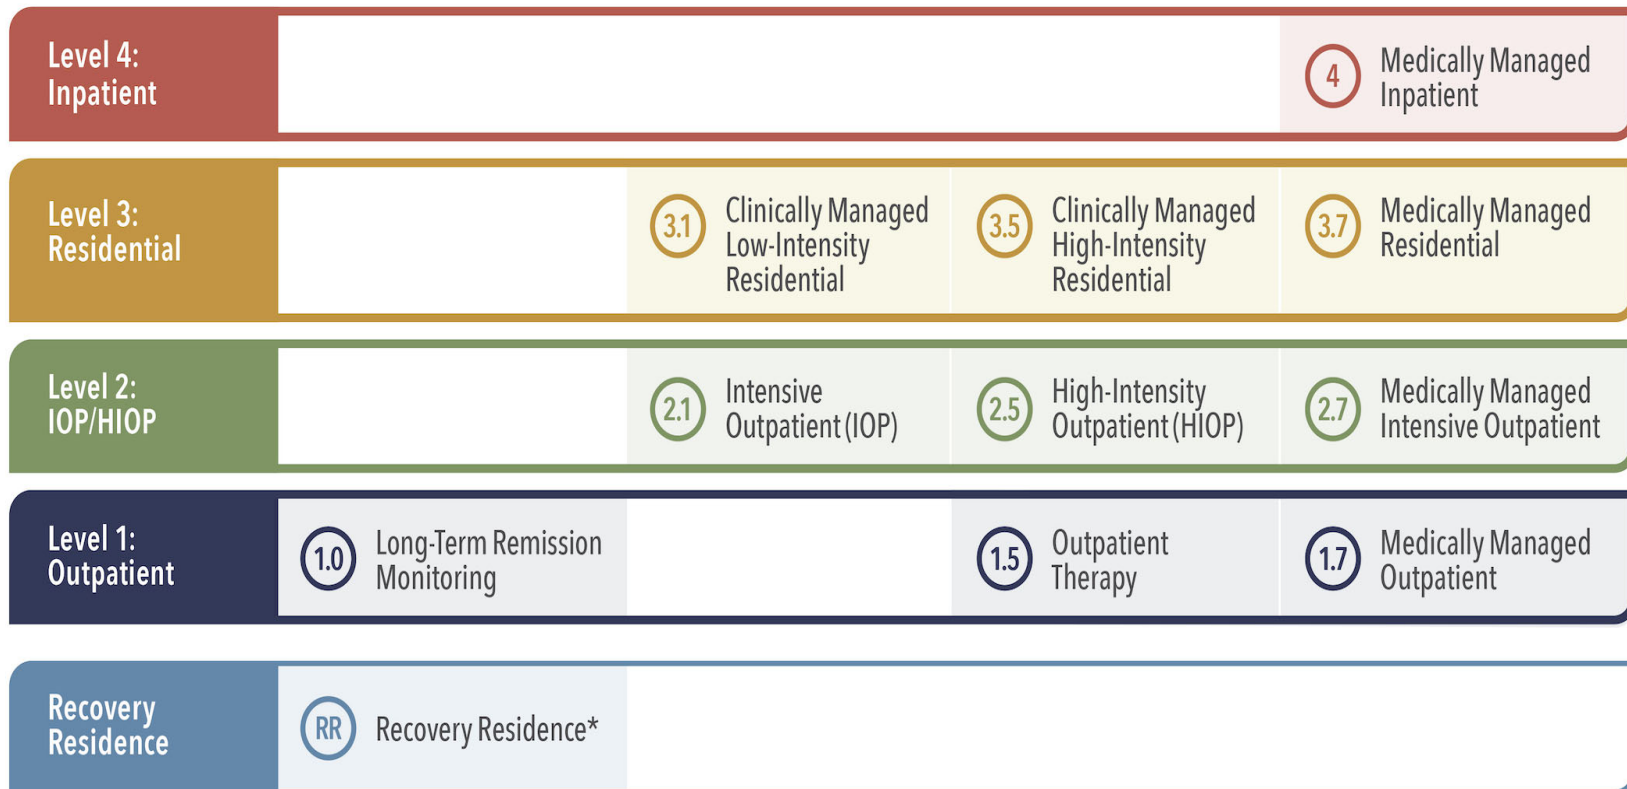 Level 4:
Inpatient
4
Medically Managed
Inpatient
Level 3:
Residential
3.1
Clinically Managed
Low-Intensity
Residential
3.5
Clinically Managed
High-Intensity
Residential
3.7
Medically Managed
Residential
Level 2:
IOP/HIOP
2.1
Intensive
Outpatient (IOP)
2.5
High-Intensity
Outpatient (HIOP)
2.7
Medically Managed
Intensive Outpatient
Level 1:
Outpatient
1.0
Long-Term Remission
Monitoring
1.5
Outpatient
Therapy
1.7
Medically Managed
Outpatient
Recovery
Residence
RR
Recovery Residence*